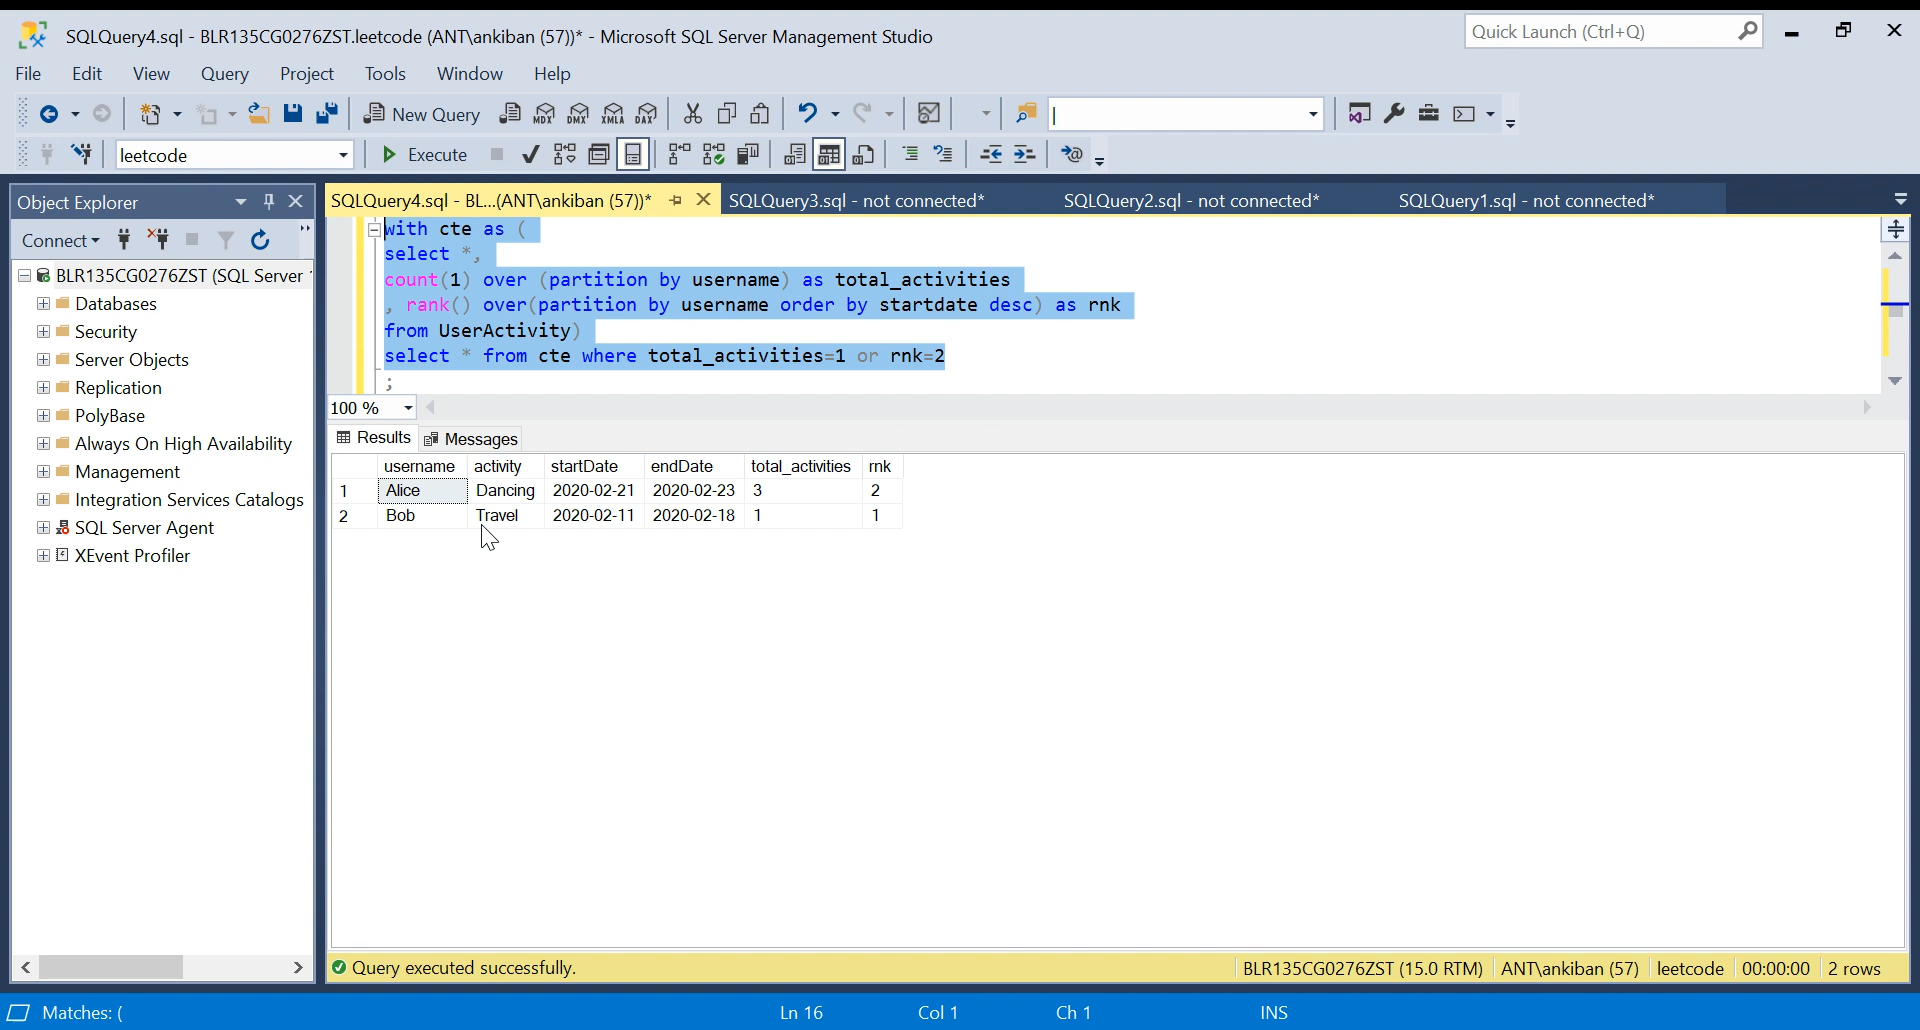 SQLQuery4.sql - BLR135CG0276ZST.leetcode (ANT\ankiban (57))* - Microsoft SQL Server Management Studio
Quick Launch (Ctrl+Q)
File Edit View Query Project Tools Window Help
New Query MDX DMX XMLA DAX
leetcode Execute
Object Explorer
SQLQuery4.sql - BL...(ANT\ankiban (57))* SQLQuery3.sql - not connected* SQLQuery2.sql - not connected* SQLQuery1.sql - not connected*
Connect
BLR135CG0276ZST (SQL Server
Databases
Security
Server Objects
Replication
PolyBase
Always On High Availability
Management
Integration Services Catalogs
SQL Server Agent
XEvent Profiler
with cte as (
select *,
count(1) over (partition by username) as total_activities
, rank() over(partition by username order by startdate desc) as rnk
from UserActivity)
select * from cte where total_activities=1 or rnk=2
;
100 %
Results Messages
username activity startDate endDate total_activities rnk
1 Alice Dancing 2020-02-21 2020-02-23 3 2
2 Bob Travel 2020-02-11 2020-02-18 1 1
Query executed successfully. BLR135CG0276ZST (15.0 RTM) ANT\ankiban (57) leetcode 00:00:00 2 rows
Matches: ( Ln 16 Col 1 Ch 1 INS